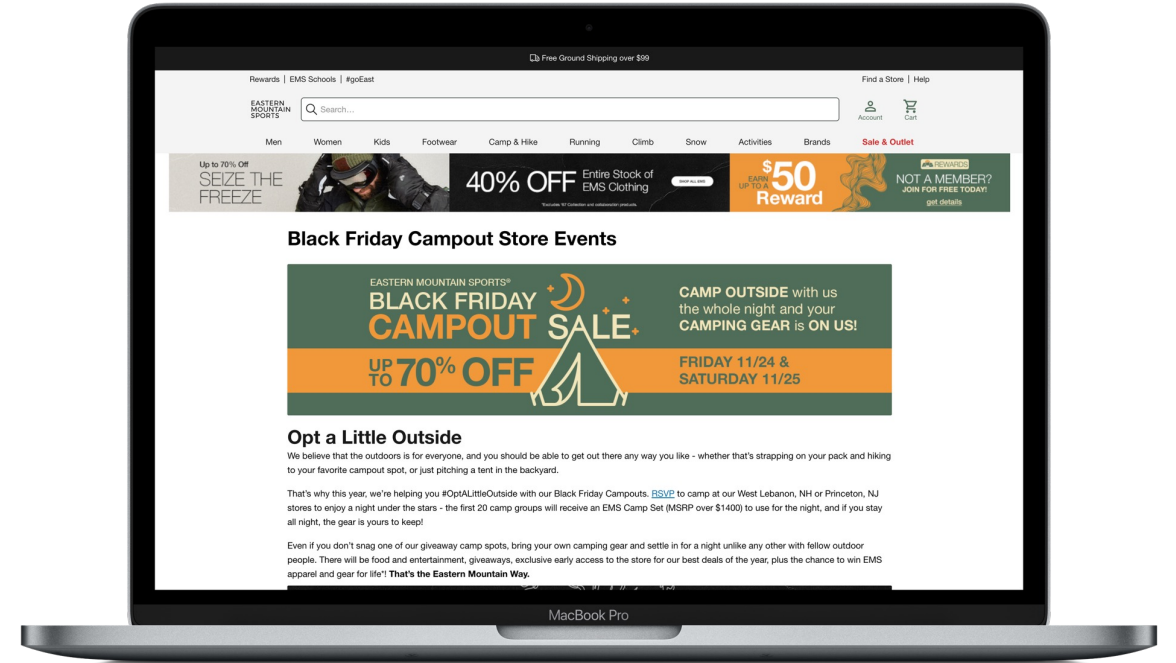 Free Ground Shipping over $99
Rewards | EMS Schools | #goEast
Find a Store | Help
EASTERN
MOUNTAIN
SPORTS
Search...
Account
Cart
Men Women Kids Footwear Camp & Hike Running Climb Snow Activities Brands Sale & Outlet
Up to 70% Off
SEIZE THE
FREEZE
40% OFF
Entire Stock of
EMS Clothing
SHOP ALL EMS
*Excludes '67 Collection and collaboration products.
EARN
UP TO A
$50
Reward
REWARDS
NOT A MEMBER?
JOIN FOR FREE TODAY!
get details
Black Friday Campout Store Events
EASTERN MOUNTAIN SPORTS®
BLACK FRIDAY
CAMPOUT SALE
UP TO 70% OFF
CAMP OUTSIDE with us
the whole night and your
CAMPING GEAR is ON US!
FRIDAY 11/24 &
SATURDAY 11/25
Opt a Little Outside
We believe that the outdoors is for everyone, and you should be able to get out there any way you like - whether that's strapping on your pack and hiking
to your favorite campout spot, or just pitching a tent in the backyard.
That's why this year, we're helping you #OptALittleOutside with our Black Friday Campouts. RSVP to camp at our West Lebanon, NH or Princeton, NJ
stores to enjoy a night under the stars - the first 20 camp groups will receive an EMS Camp Set (MSRP over $1400) to use for the night, and if you stay
all night, the gear is yours to keep!
Even if you don't snag one of our giveaway camp spots, bring your own camping gear and settle in for a night unlike any other with fellow outdoor
people. There will be food and entertainment, giveaways, exclusive early access to the store for our best deals of the year, plus the chance to win EMS
apparel and gear for life*! That's the Eastern Mountain Way.
MacBook Pro